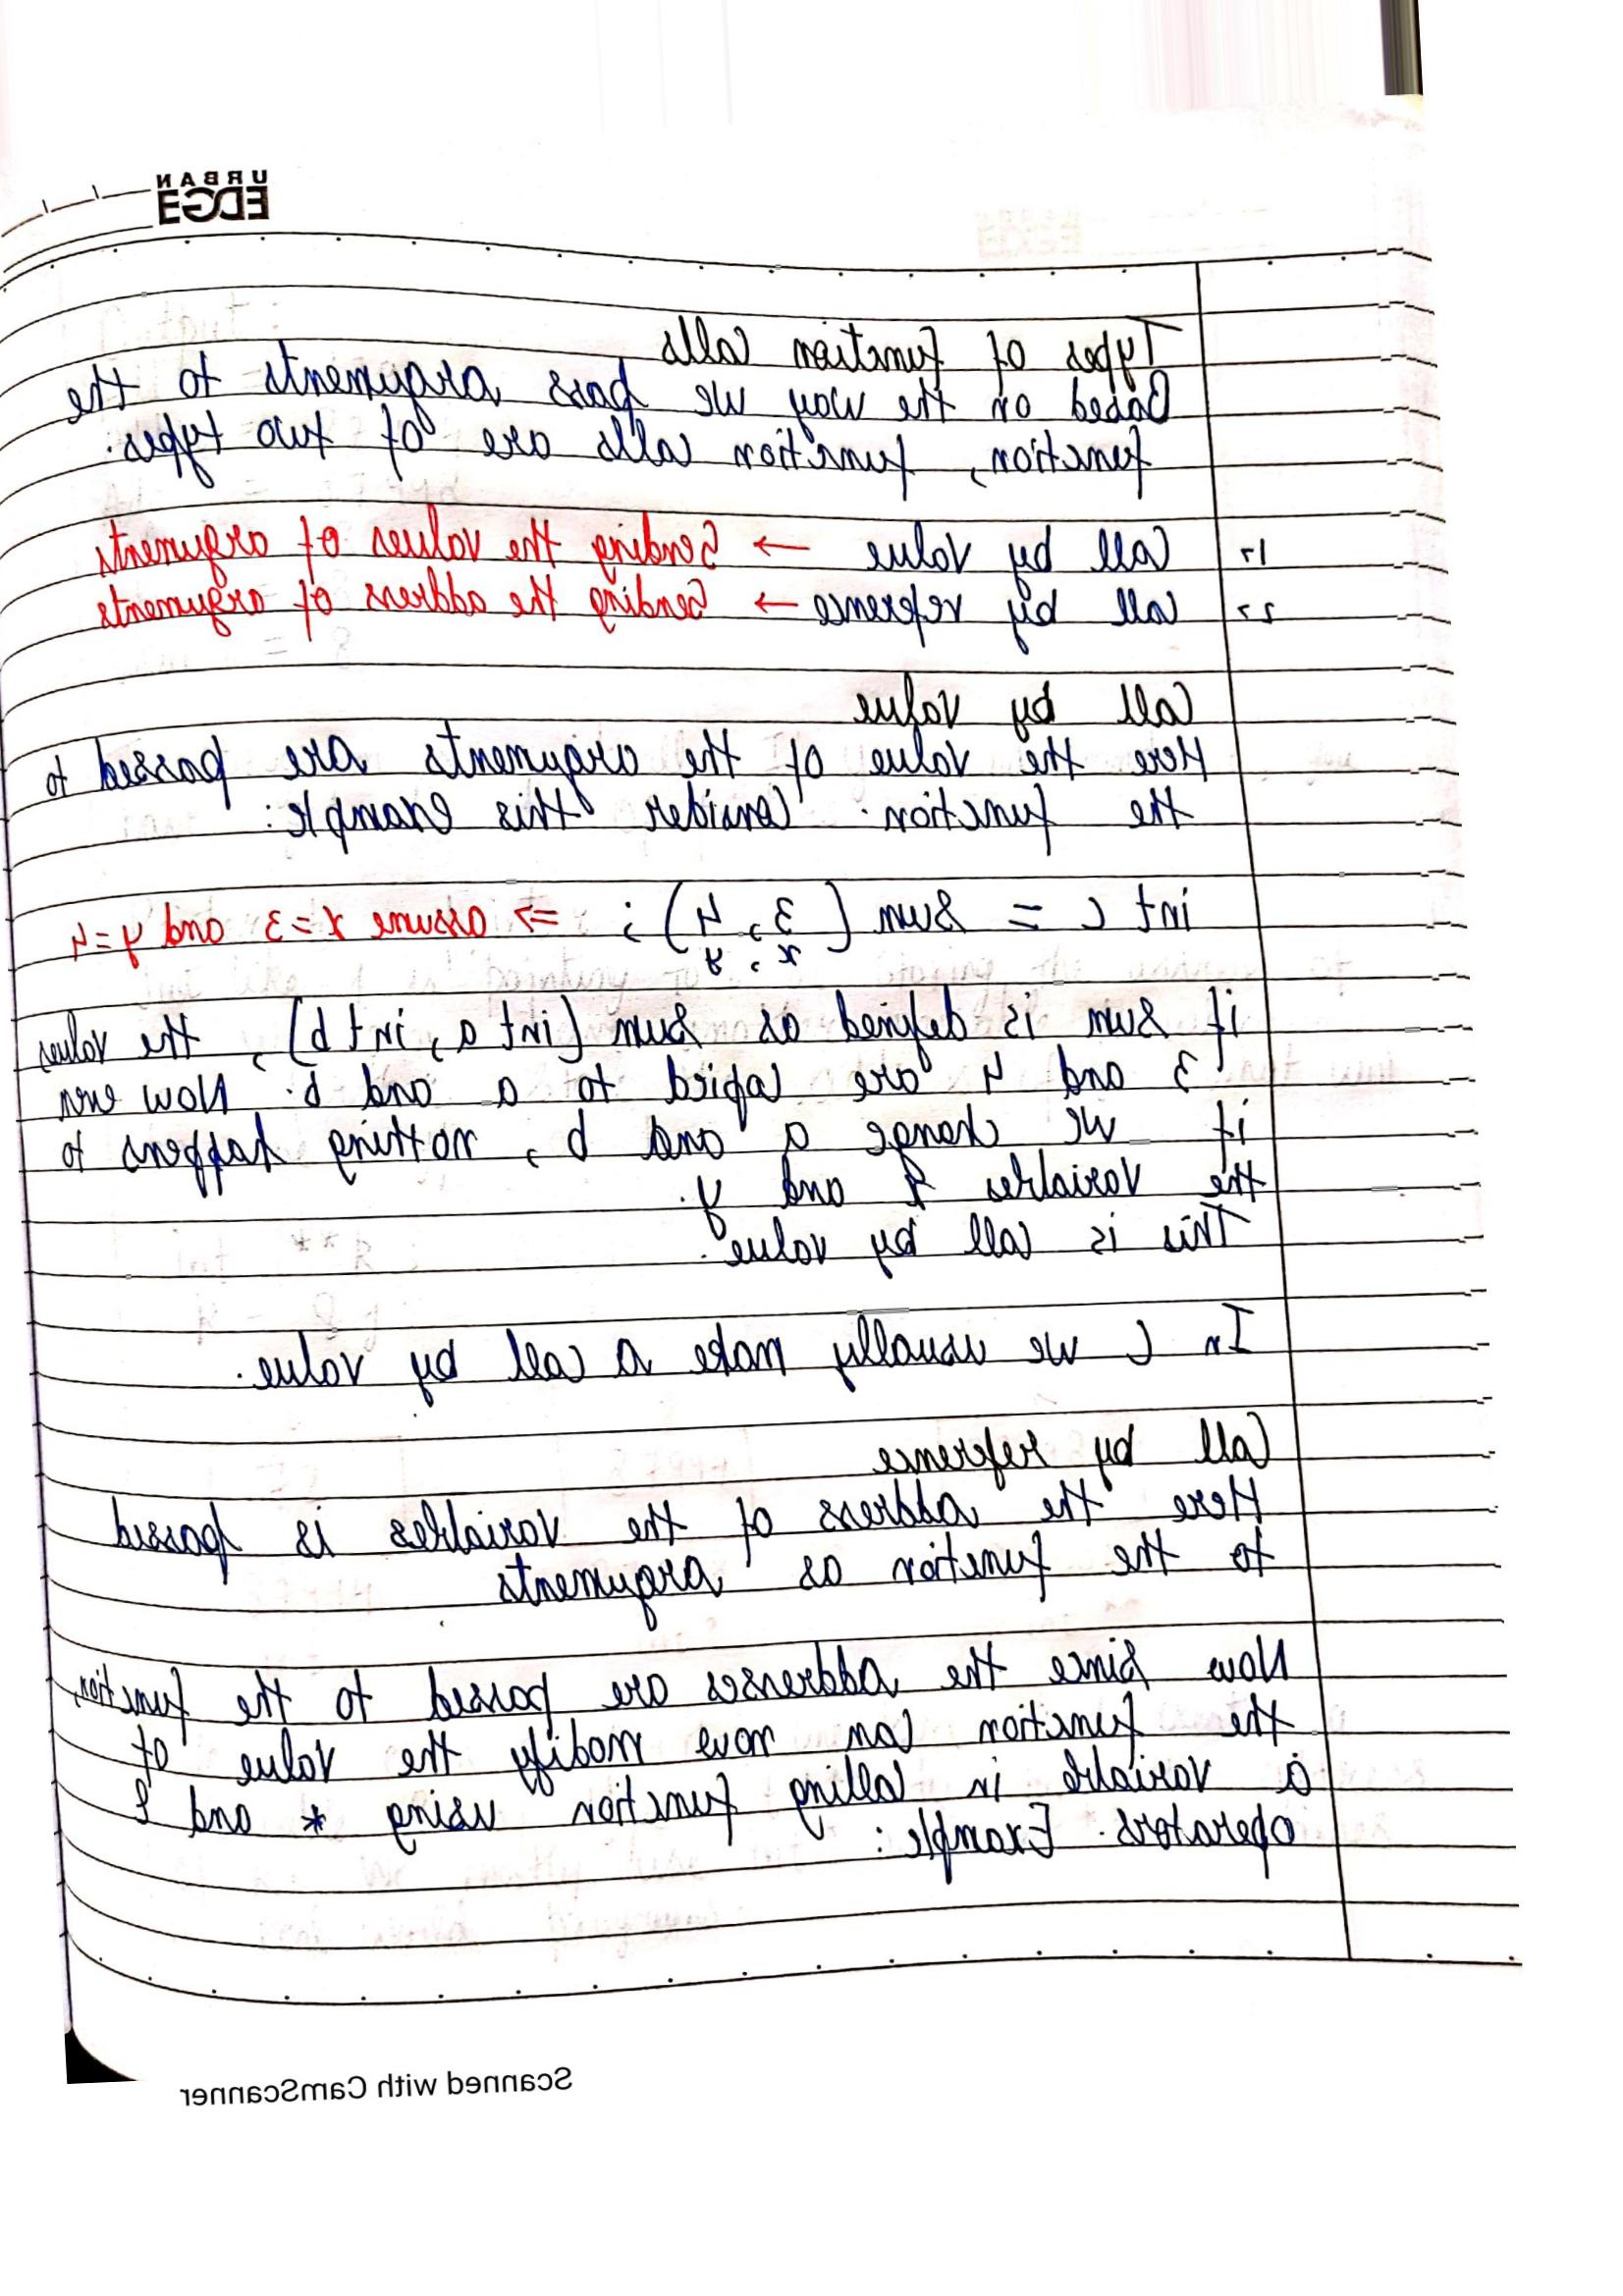 URBAN
EDGE
Types of function calls
Based on the way we pass arguments to the
function, function calls are of two types.
1> Call by value → Sending the values of arguments
2> Call by reference → Sending the address of arguments
Call by value
Here the value of the arguments are passed to
the function. Consider this example:
int c = sum (3, 4); => assume x=3 and y=4
x, y
if sum is defined as sum (int a, int b), the values
3 and 4 are copied to a and b. Now even
if we change a and b, nothing happens to
the variables x and y.
This is call by value.
In C we usually make a call by value.
Call by reference
Here the address of the variables is passed
to the function as arguments
Now since the addresses are passed to the function,
the function can now modify the value of
a variable in calling function using * and &
operators. Example:
Scanned with CamScanner